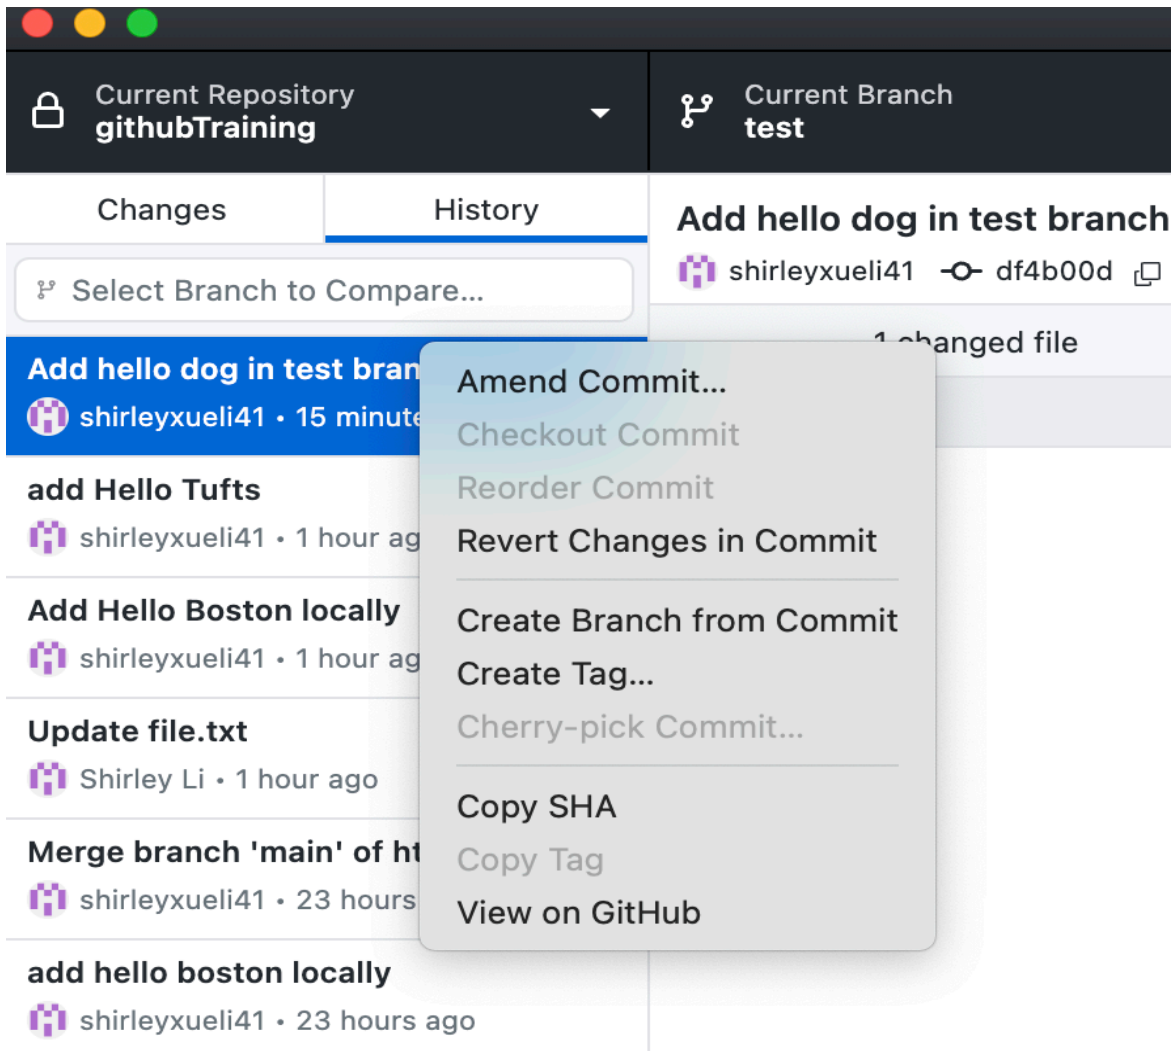 Current Repository
githubTraining
Current Branch
test
Changes
History
Select Branch to Compare...
Add hello dog in test bran
shirleyxueli41 • 15 minute
add Hello Tufts
shirleyxueli41 • 1 hour ag
Add Hello Boston locally
shirleyxueli41 • 1 hour ag
Update file.txt
Shirley Li • 1 hour ago
Merge branch 'main' of ht
shirleyxueli41 • 23 hours
add hello boston locally
shirleyxueli41 • 23 hours ago
Add hello dog in test branch
shirleyxueli41 df4b00d
1 changed file
Amend Commit...
Checkout Commit
Reorder Commit
Revert Changes in Commit
Create Branch from Commit
Create Tag...
Cherry-pick Commit...
Copy SHA
Copy Tag
View on GitHub